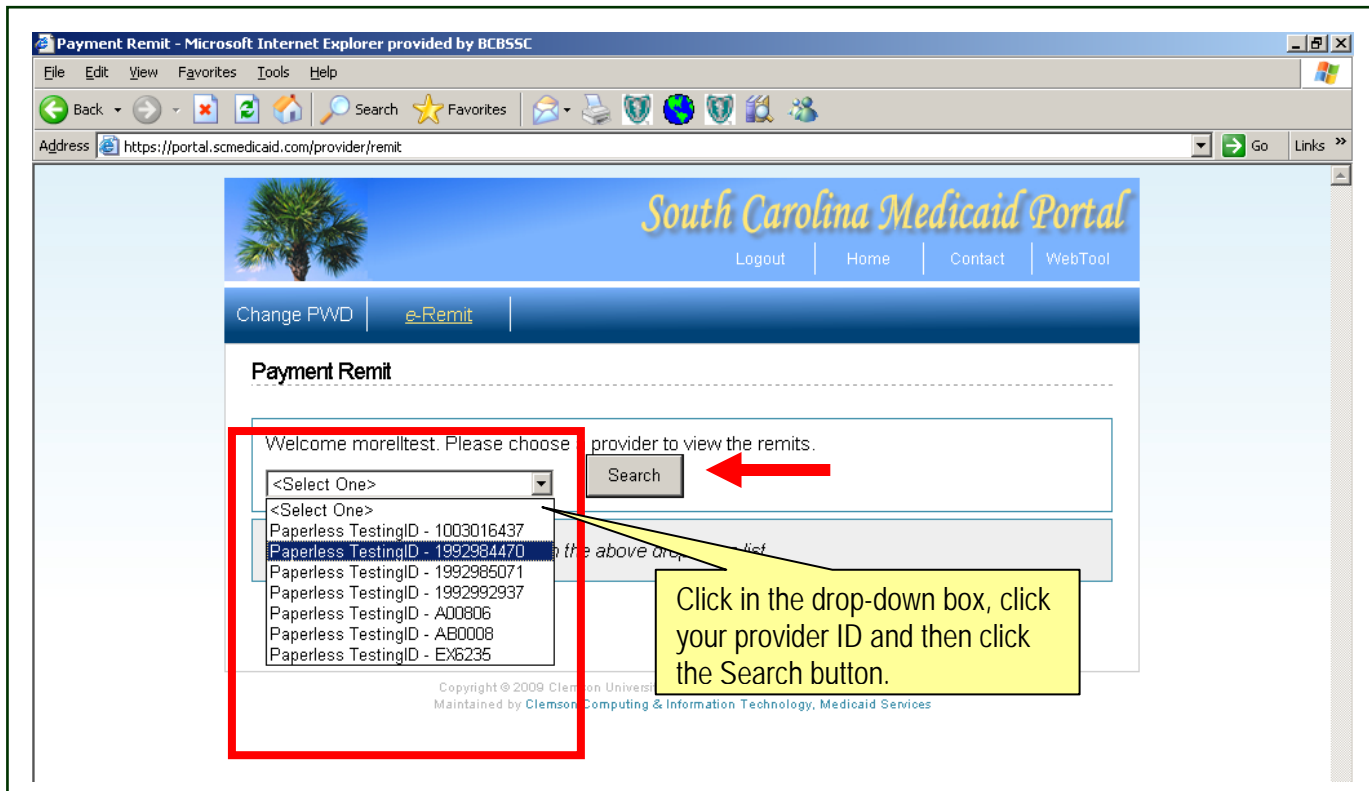 Payment Remit - Microsoft Internet Explorer provided by BCBSSC
File Edit View Favorites Tools Help
Back Search Favorites
Address https://portal.scmedicaid.com/provider/remit Go Links »
South Carolina Medicaid Portal
Logout Home Contact WebTool
Change PWD e-Remit
Payment Remit
Welcome morelltest. Please choose a provider to view the remits.
<Select One> Search
<Select One>
Paperless TestingID - 1003016437
Paperless TestingID - 1992984470
the above
Paperless TestingID - 1992985071
Paperless TestingID - 1992992937
Paperless TestingID - A00806
Paperless TestingID - AB0008
Paperless TestingID - EX6235
Click in the drop-down box, click
your provider ID and then click
the Search button.
Copyright © 2009 Clemson
Maintained by Clemson Computing & Information Technology, Medicaid Services